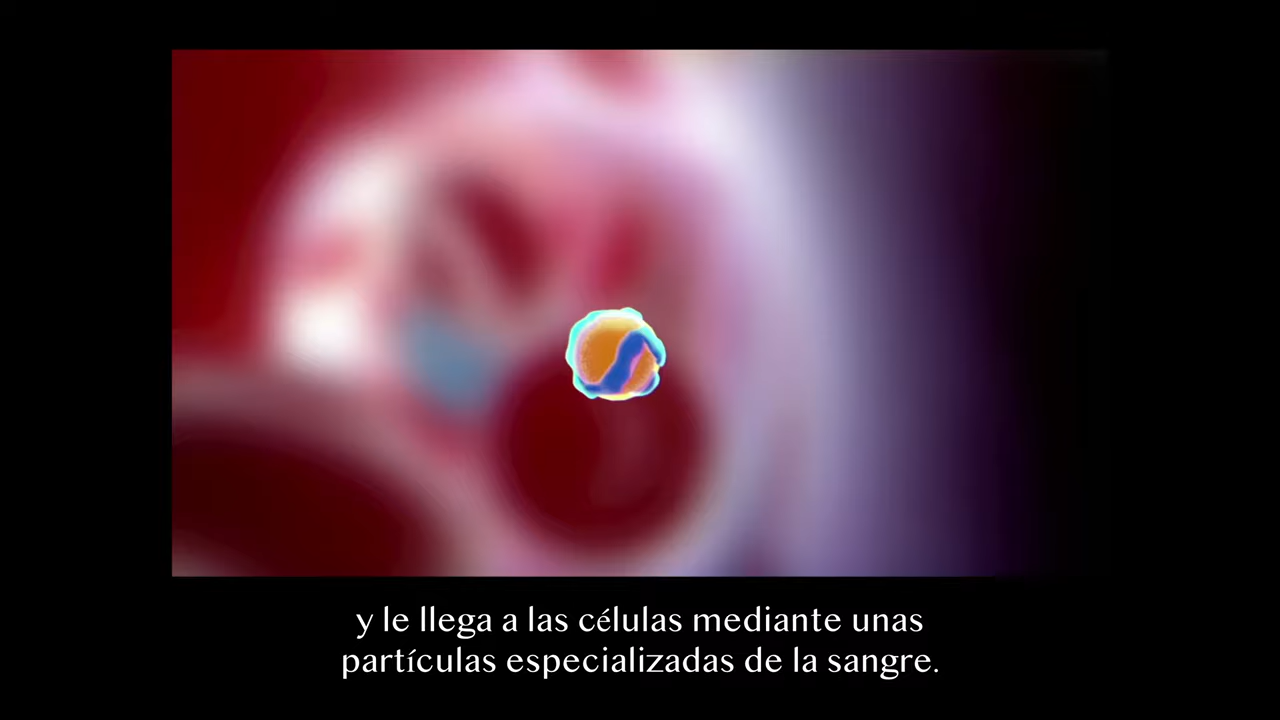 y le llega a las células mediante unas
partículas especializadas de la sangre.